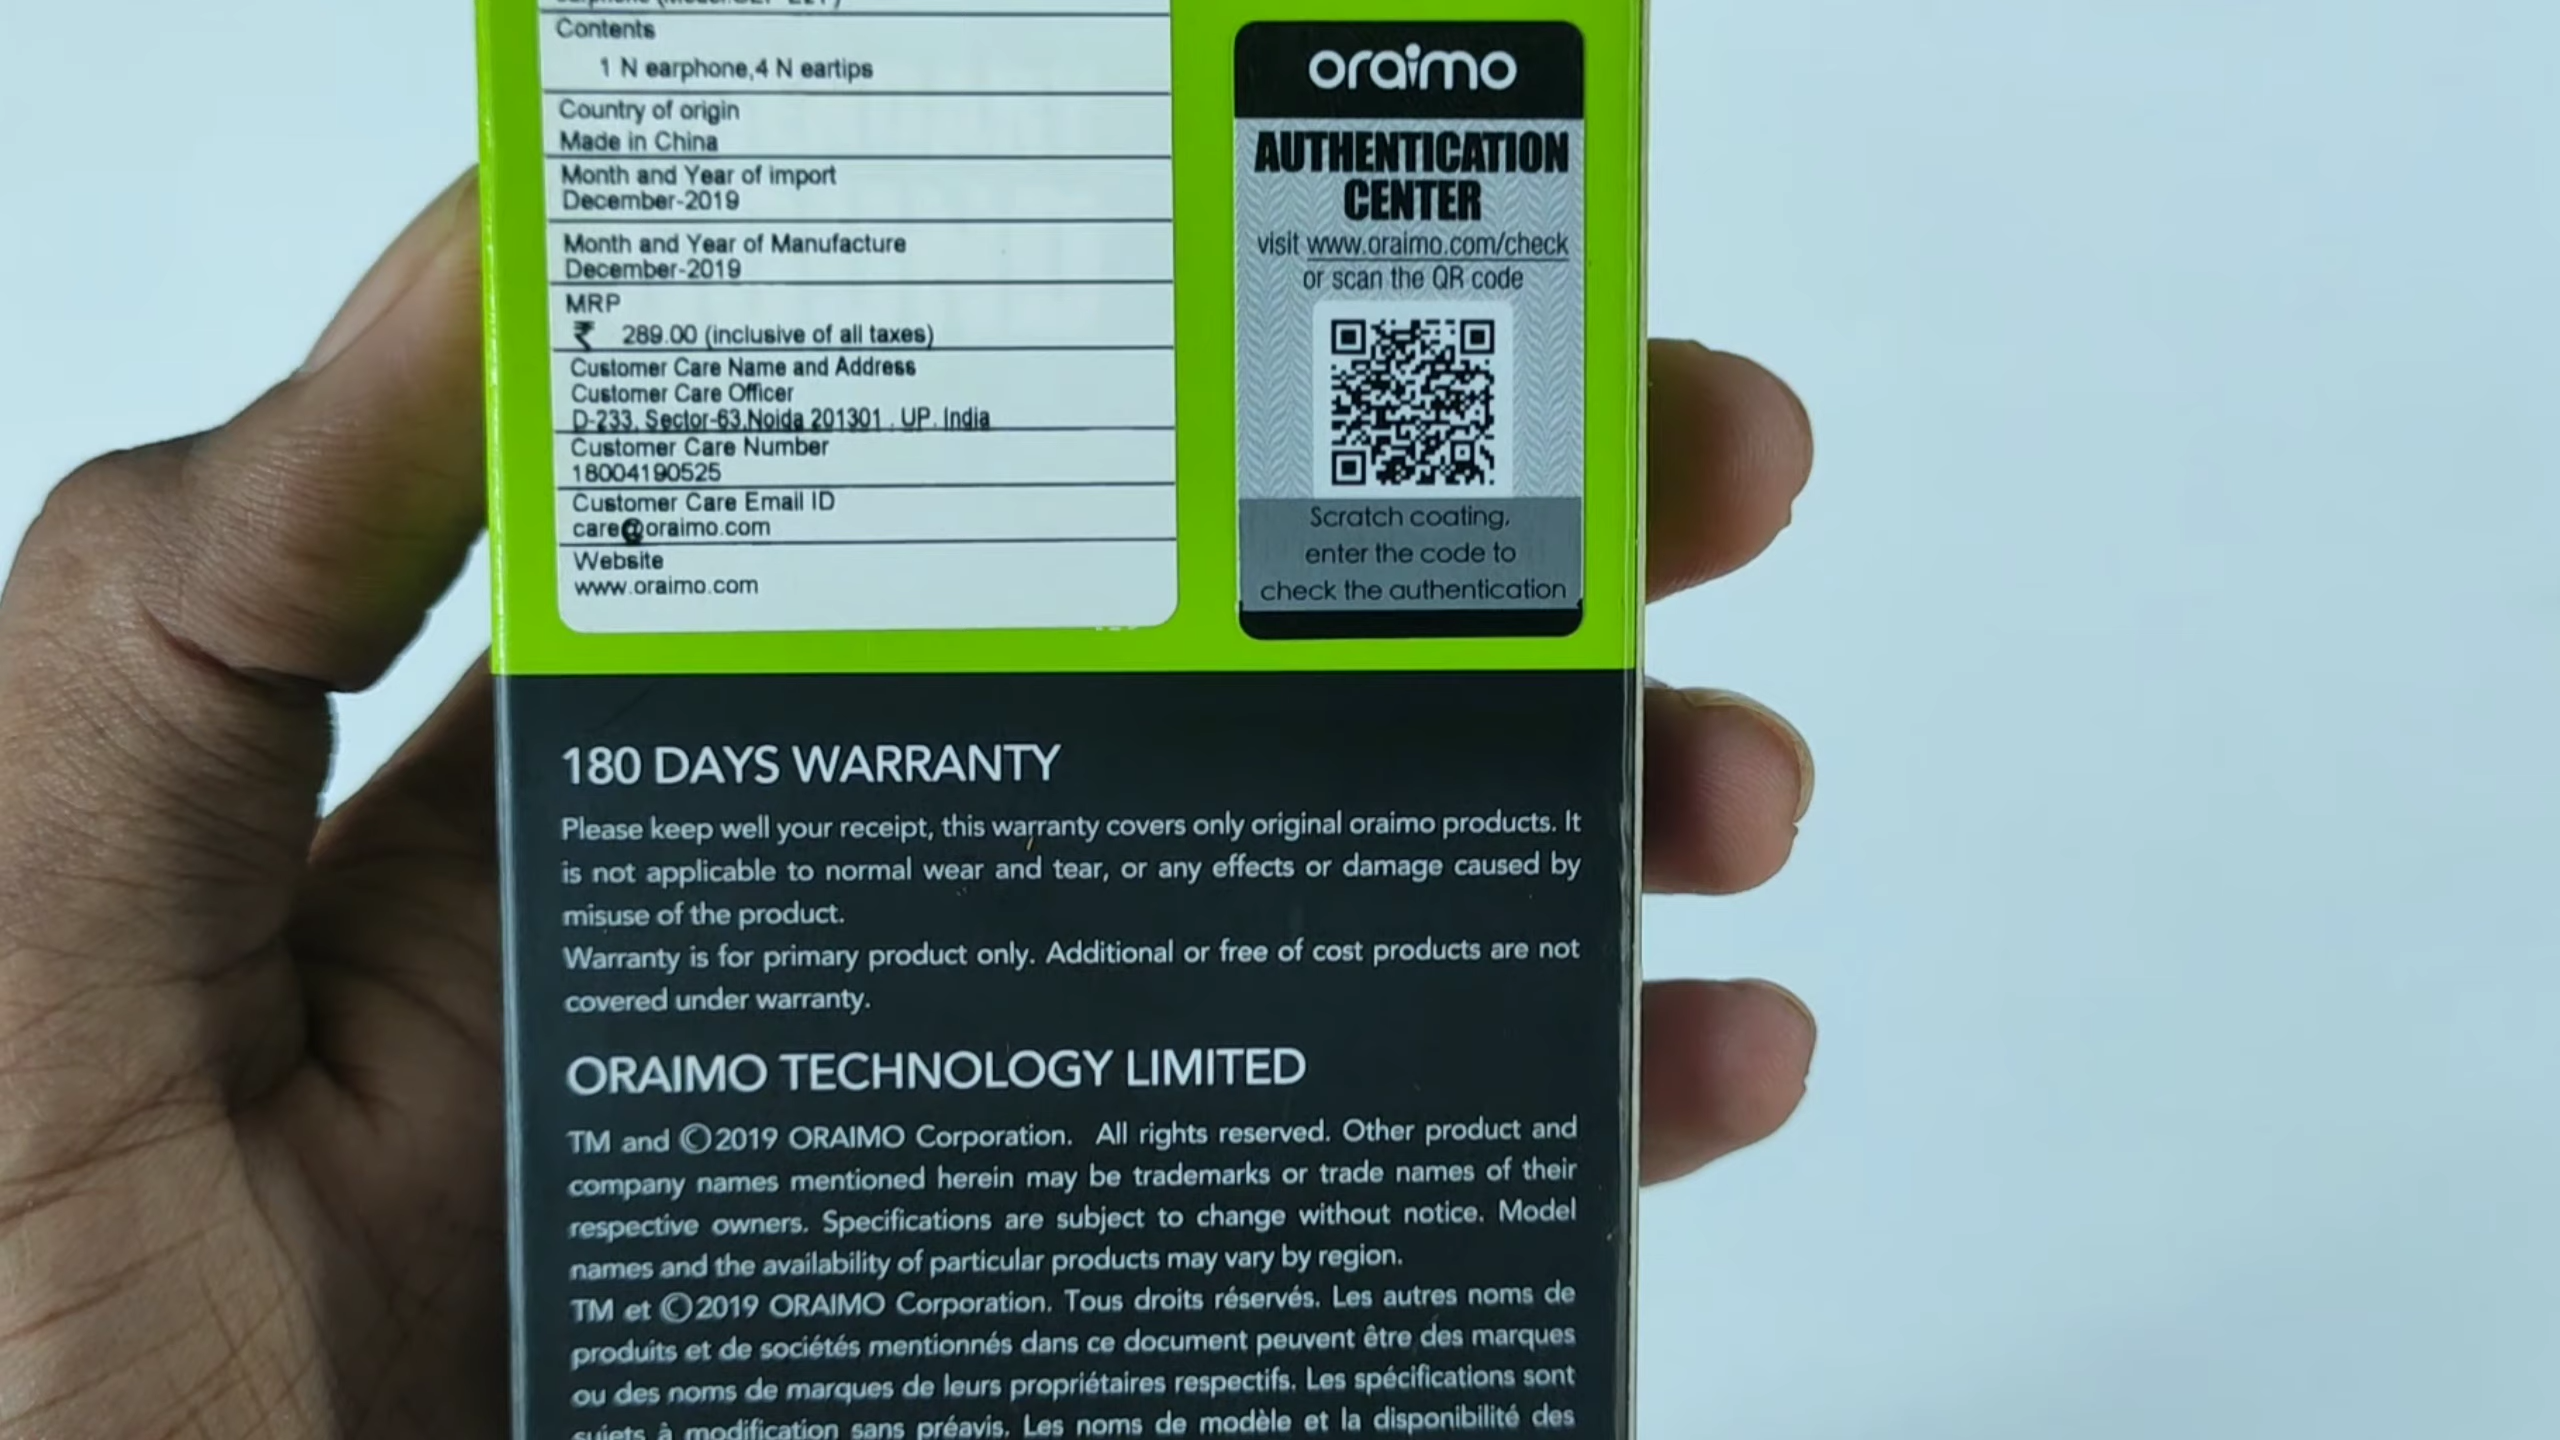 Contents
1 N earphone,4 N eartips
Country of origin
Made in China
Month and Year of import
December-2019
Month and Year of Manufacture
December-2019
MRP
₹ 289.00 (inclusive of all taxes)
Customer Care Name and Address
Customer Care Officer
D-233, Sector-63,Noida 201301 , UP, India
Customer Care Number
18004190525
Customer Care Email ID
care@oraimo.com
Website
www.oraimo.com
oraimo
AUTHENTICATION
CENTER
visit www.oraimo.com/check
or scan the QR code
Scratch coating,
enter the code to
check the authentication
180 DAYS WARRANTY
Please keep well your receipt, this warranty covers only original oraimo products. It
is not applicable to normal wear and tear, or any effects or damage caused by
misuse of the product.
Warranty is for primary product only. Additional or free of cost products are not
covered under warranty.
ORAIMO TECHNOLOGY LIMITED
TM and ©2019 ORAIMO Corporation. All rights reserved. Other product and
company names mentioned herein may be trademarks or trade names of their
respective owners. Specifications are subject to change without notice. Model
names and the availability of particular products may vary by region.
TM et ©2019 ORAIMO Corporation. Tous droits réservés. Les autres noms de
produits et de sociétés mentionnés dans ce document peuvent être des marques
ou des noms de marques de leurs propriétaires respectifs. Les spécifications sont
sujets à modification sans préavis. Les noms de modèle et la disponibilité des